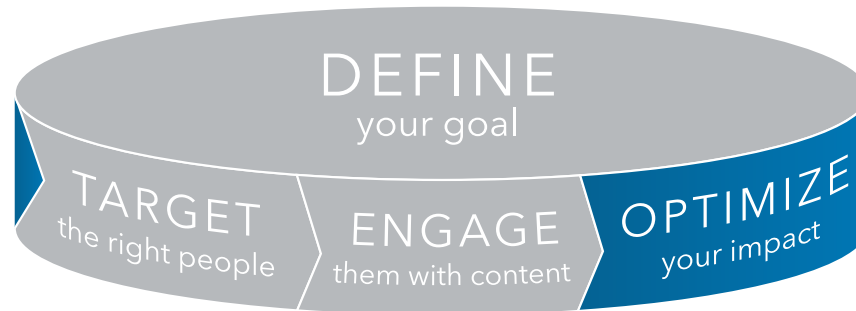 DEFINE
your goal
TARGET
the right people
ENGAGE
them with content
OPTIMIZE
your impact